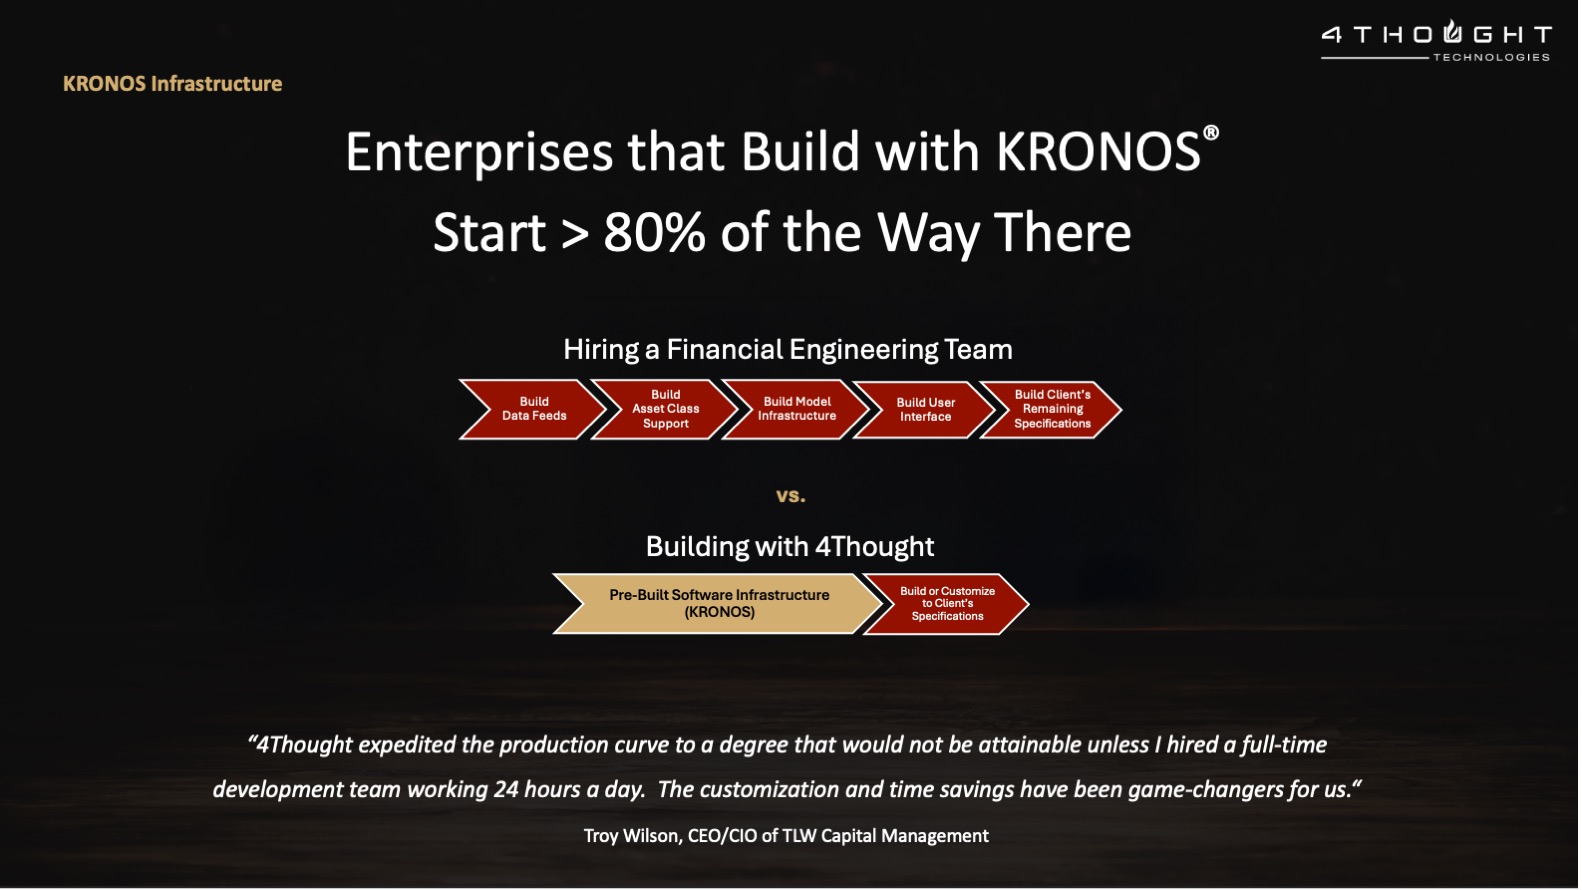 4THOUGHT
TECHNOLOGIES
KRONOS Infrastructure
Enterprises that Build with KRONOS®
Start > 80% of the Way There
Hiring a Financial Engineering Team
Build
Data Feeds
Build
Asset Class
Support
Build Model
Infrastructure
Build User
Interface
Build Client's
Remaining
Specifications
vs.
Building with 4Thought
Pre-Built Software Infrastructure
(KRONOS)
Build or Customize
to Client's
Specifications
“4Thought expedited the production curve to a degree that would not be attainable unless I hired a full-time
development team working 24 hours a day.  The customization and time savings have been game-changers for us.“
Troy Wilson, CEO/CIO of TLW Capital Management